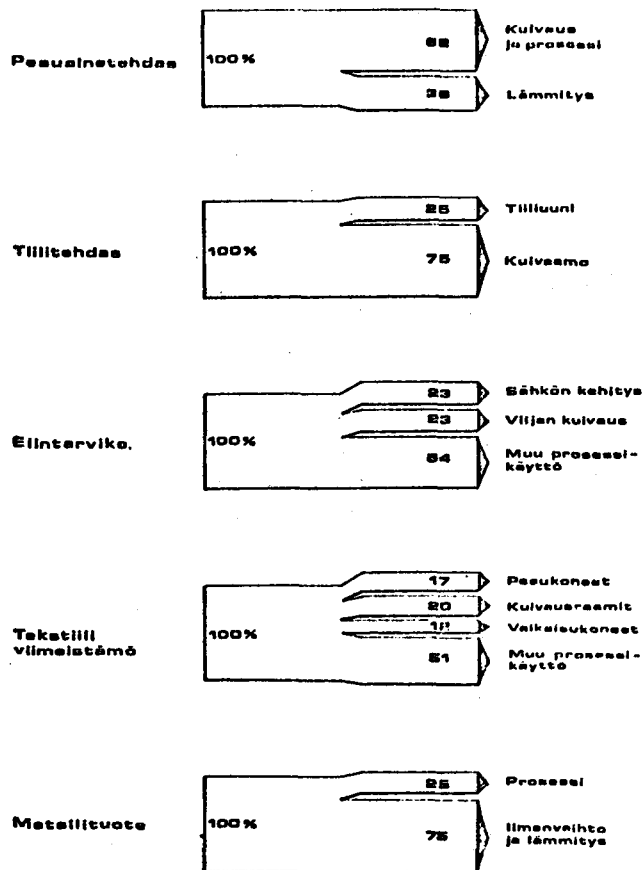 Pesuainetehdas
100%
62
Kuivaus
ja prosessi
38
Lämmitys
Tiilitehdas
100%
25
Tiiliuuni
75
Kuivaamo
Elintarvike.
100%
23
Sähkön kehitys
23
Viljan kuivaus
54
Muu prosessi-
käyttö
Tekstiili
viimeistämö
100%
17
Pesukoneet
20
Kuivausraamit
12
Valkaisukoneet
51
Muu prosessi-
käyttö
Metallituote
100%
25
Prosessi
75
Ilmanvaihto
ja lämmitys